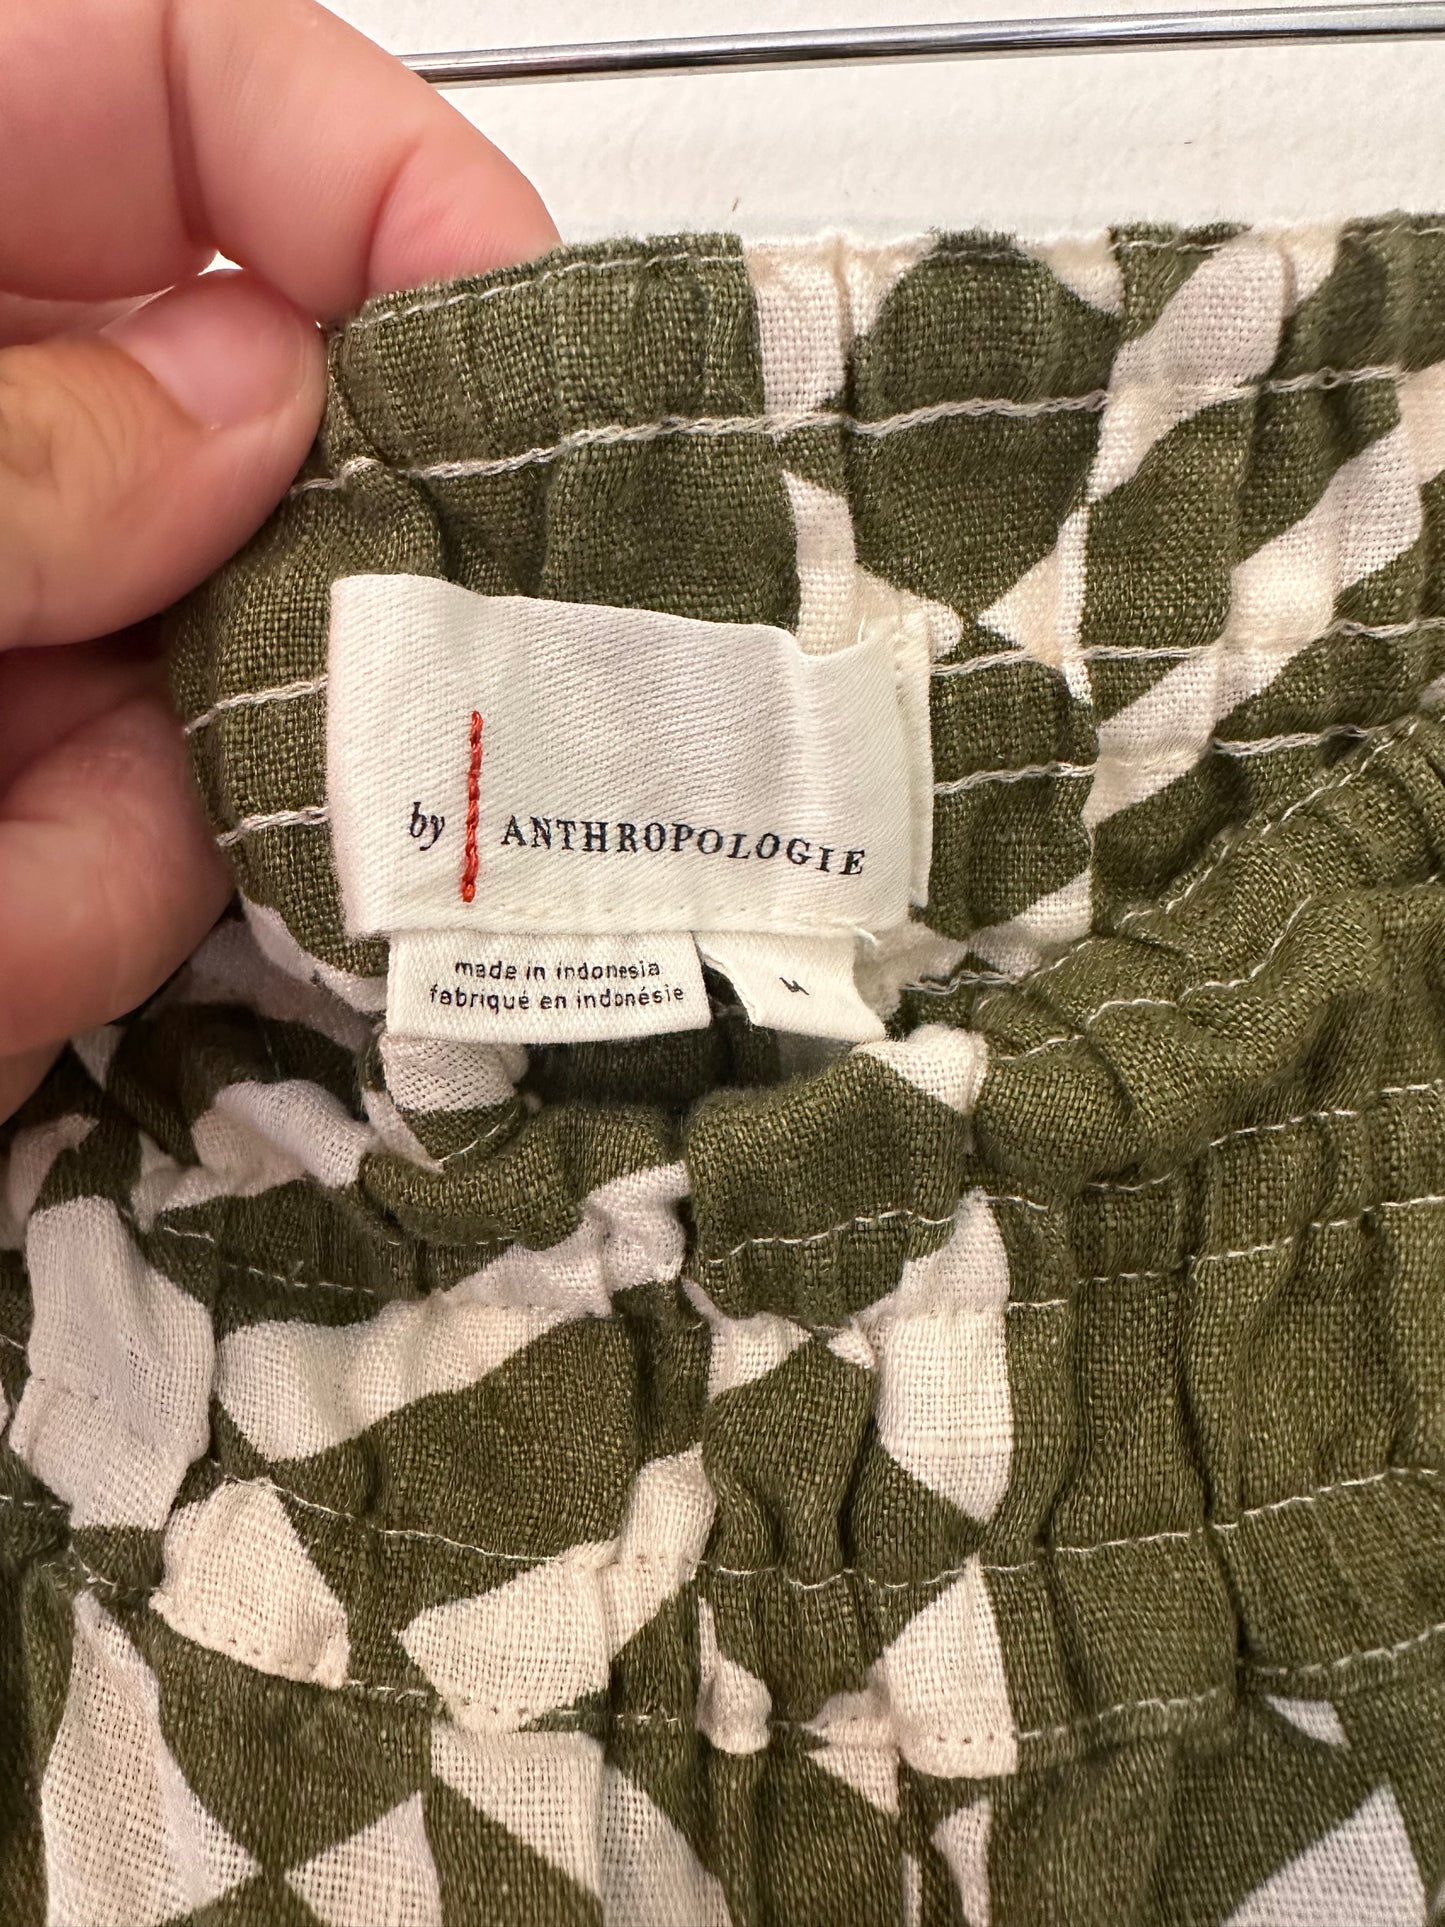 by | ANTHROPOLOGIE
made in indonesia
fabriqué en indonésie